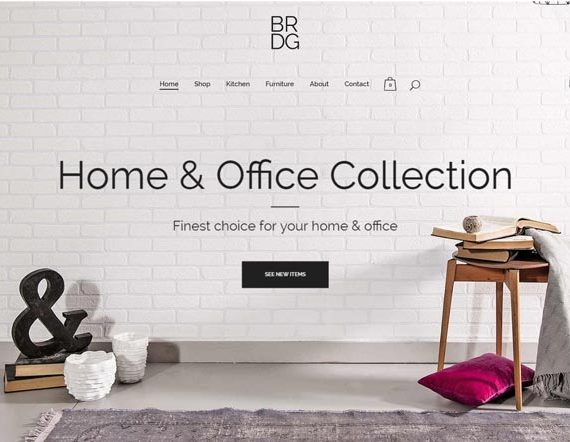 BR
DG
Home Shop Kitchen Furniture About Contact 0
Home & Office Collection
Finest choice for your home & office
SEE NEW ITEMS
&